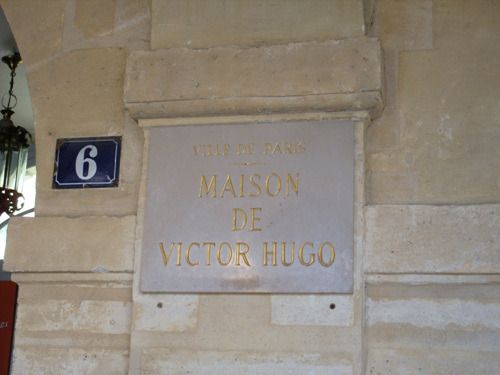 6
VILLE DE PARIS
MAISON
DE
VICTOR HUGO